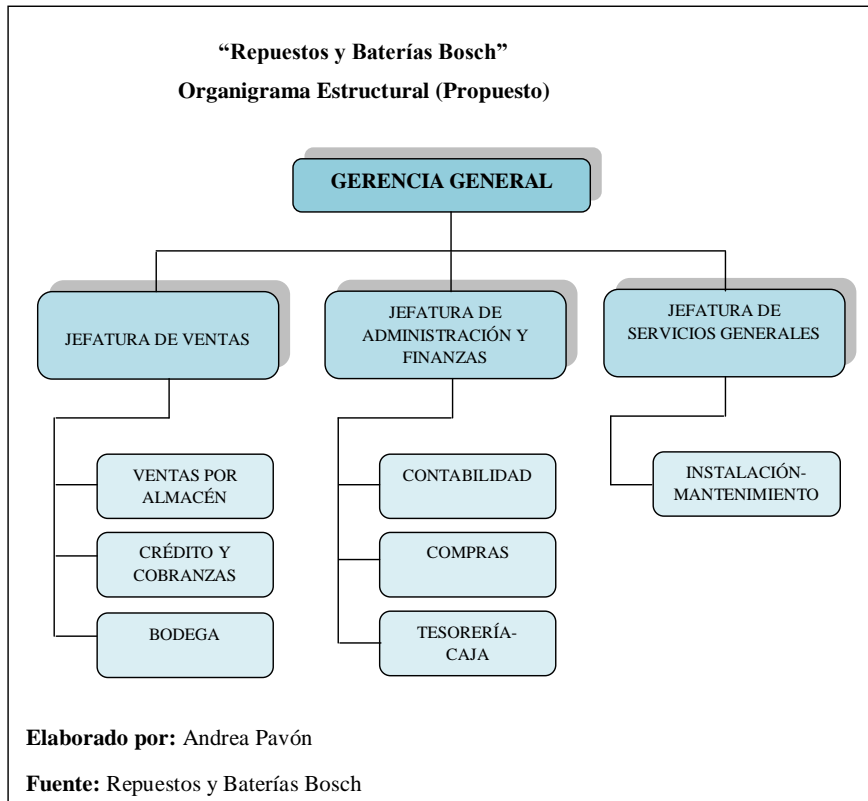 “Repuestos y Baterías Bosch”
Organigrama Estructural (Propuesto)
GERENCIA GENERAL
JEFATURA DE VENTAS
JEFATURA DE
ADMINISTRACIÓN Y
FINANZAS
JEFATURA DE
SERVICIOS GENERALES
VENTAS POR
ALMACÉN
CRÉDITO Y
COBRANZAS
BODEGA
CONTABILIDAD
COMPRAS
TESORERÍA-
CAJA
INSTALACIÓN-
MANTENIMIENTO
Elaborado por: Andrea Pavón
Fuente: Repuestos y Baterías Bosch